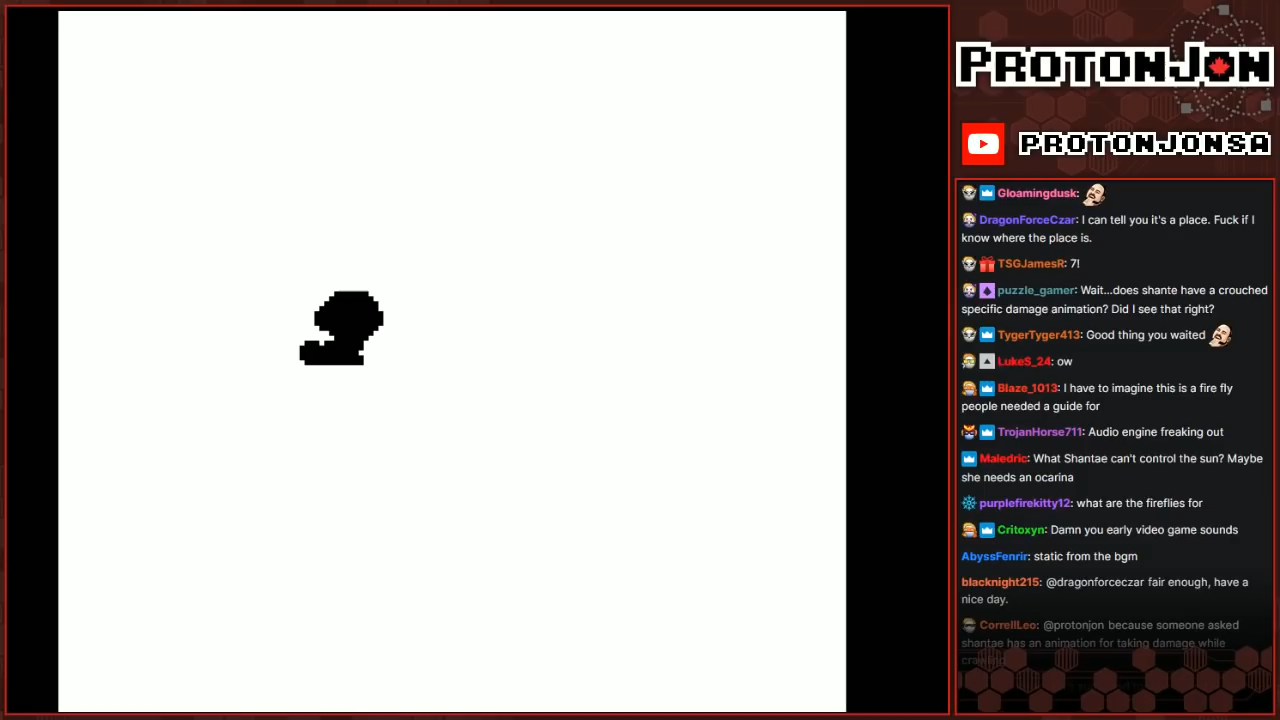 PROTONJON
PROTONJONSA
Gloamingdusk:
DragonForceCzar: I can tell you it's a place. Fuck if I
know where the place is.
TSGJamesR: 7!
puzzle_gamer: Wait...does shante have a crouched
specific damage animation? Did I see that right?
TygerTyger413: Good thing you waited
LukeS_24: ow
Blaze_1013: I have to imagine this is a fire fly
people needed a guide for
TrojanHorse711: Audio engine freaking out
Maledric: What Shantae can't control the sun? Maybe
she needs an ocarina
purplefirekitty12: what are the fireflies for
Critoxyn: Damn you early video game sounds
AbyssFenrir: static from the bgm
blacknight215: @dragonforceczar fair enough, have a
nice day.
CorrellLeo: @protonjon because someone asked
shantae has an animation for taking damage while
crawling